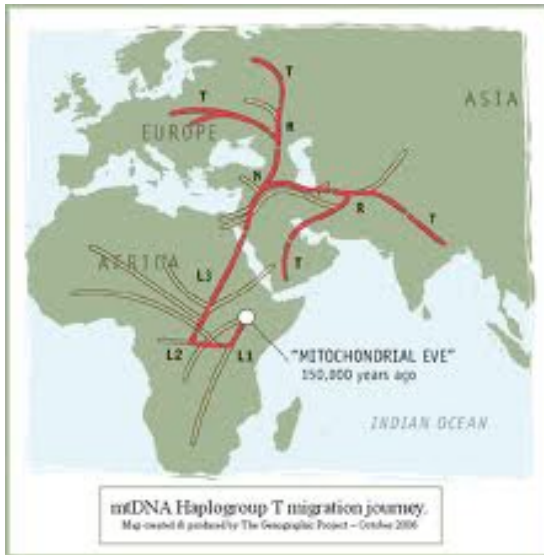 T
T
ASIA
EUROPE
R
N
R
T
AFRICA
T
L3
L2
L1
"MITOCHONDRIAL EVE"
150,000 years ago
INDIAN OCEAN
mtDNA Haplogroup T migration journey.
Map created & produced by The Genographic Project – October 2006